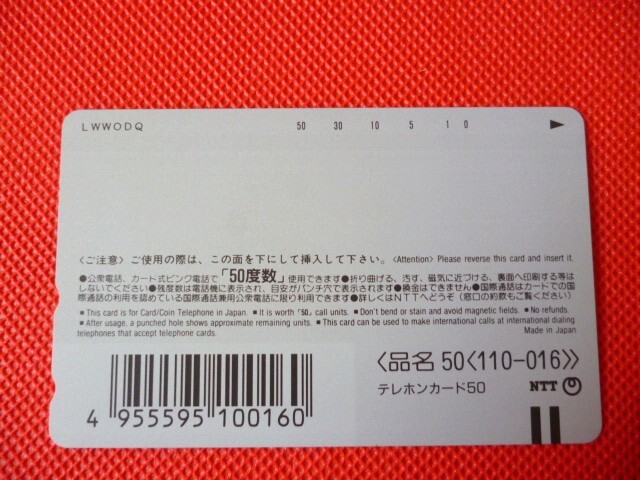 LWWODQ 50 30 10 5 1 0
〈ご注意〉ご使用の際は、この面を下にして挿入して下さい。〈Attention〉Please reverse this card and insert it.
●公衆電話、カード式ピンク電話で「50度数」使用できます●折り曲げる、汚す、磁気に近づける、裏面へ印刷する等は
しないでください●残度数は電話機に表示され、目安がパンチ穴で表示されます●換金はできません●国際通話はカードでの国
際通話の利用を認めている国際通話兼用公衆電話に限り利用できます●詳しくはNTTへどうぞ(窓口の約款もご覧ください)
■This card is for Card/Coin Telephone in Japan. ■It is worth「50」call units. ■Don't bend or stain and avoid magnetic fields. ■No refunds.
■After usage, a punched hole shows approximate remaining units. ■This card can be used to make international calls at international dialing
telephones that accept telephone cards. Made in Japan
〈品名 50〈110-016〉〉
テレホンカード50 NTT
4 955595 100160